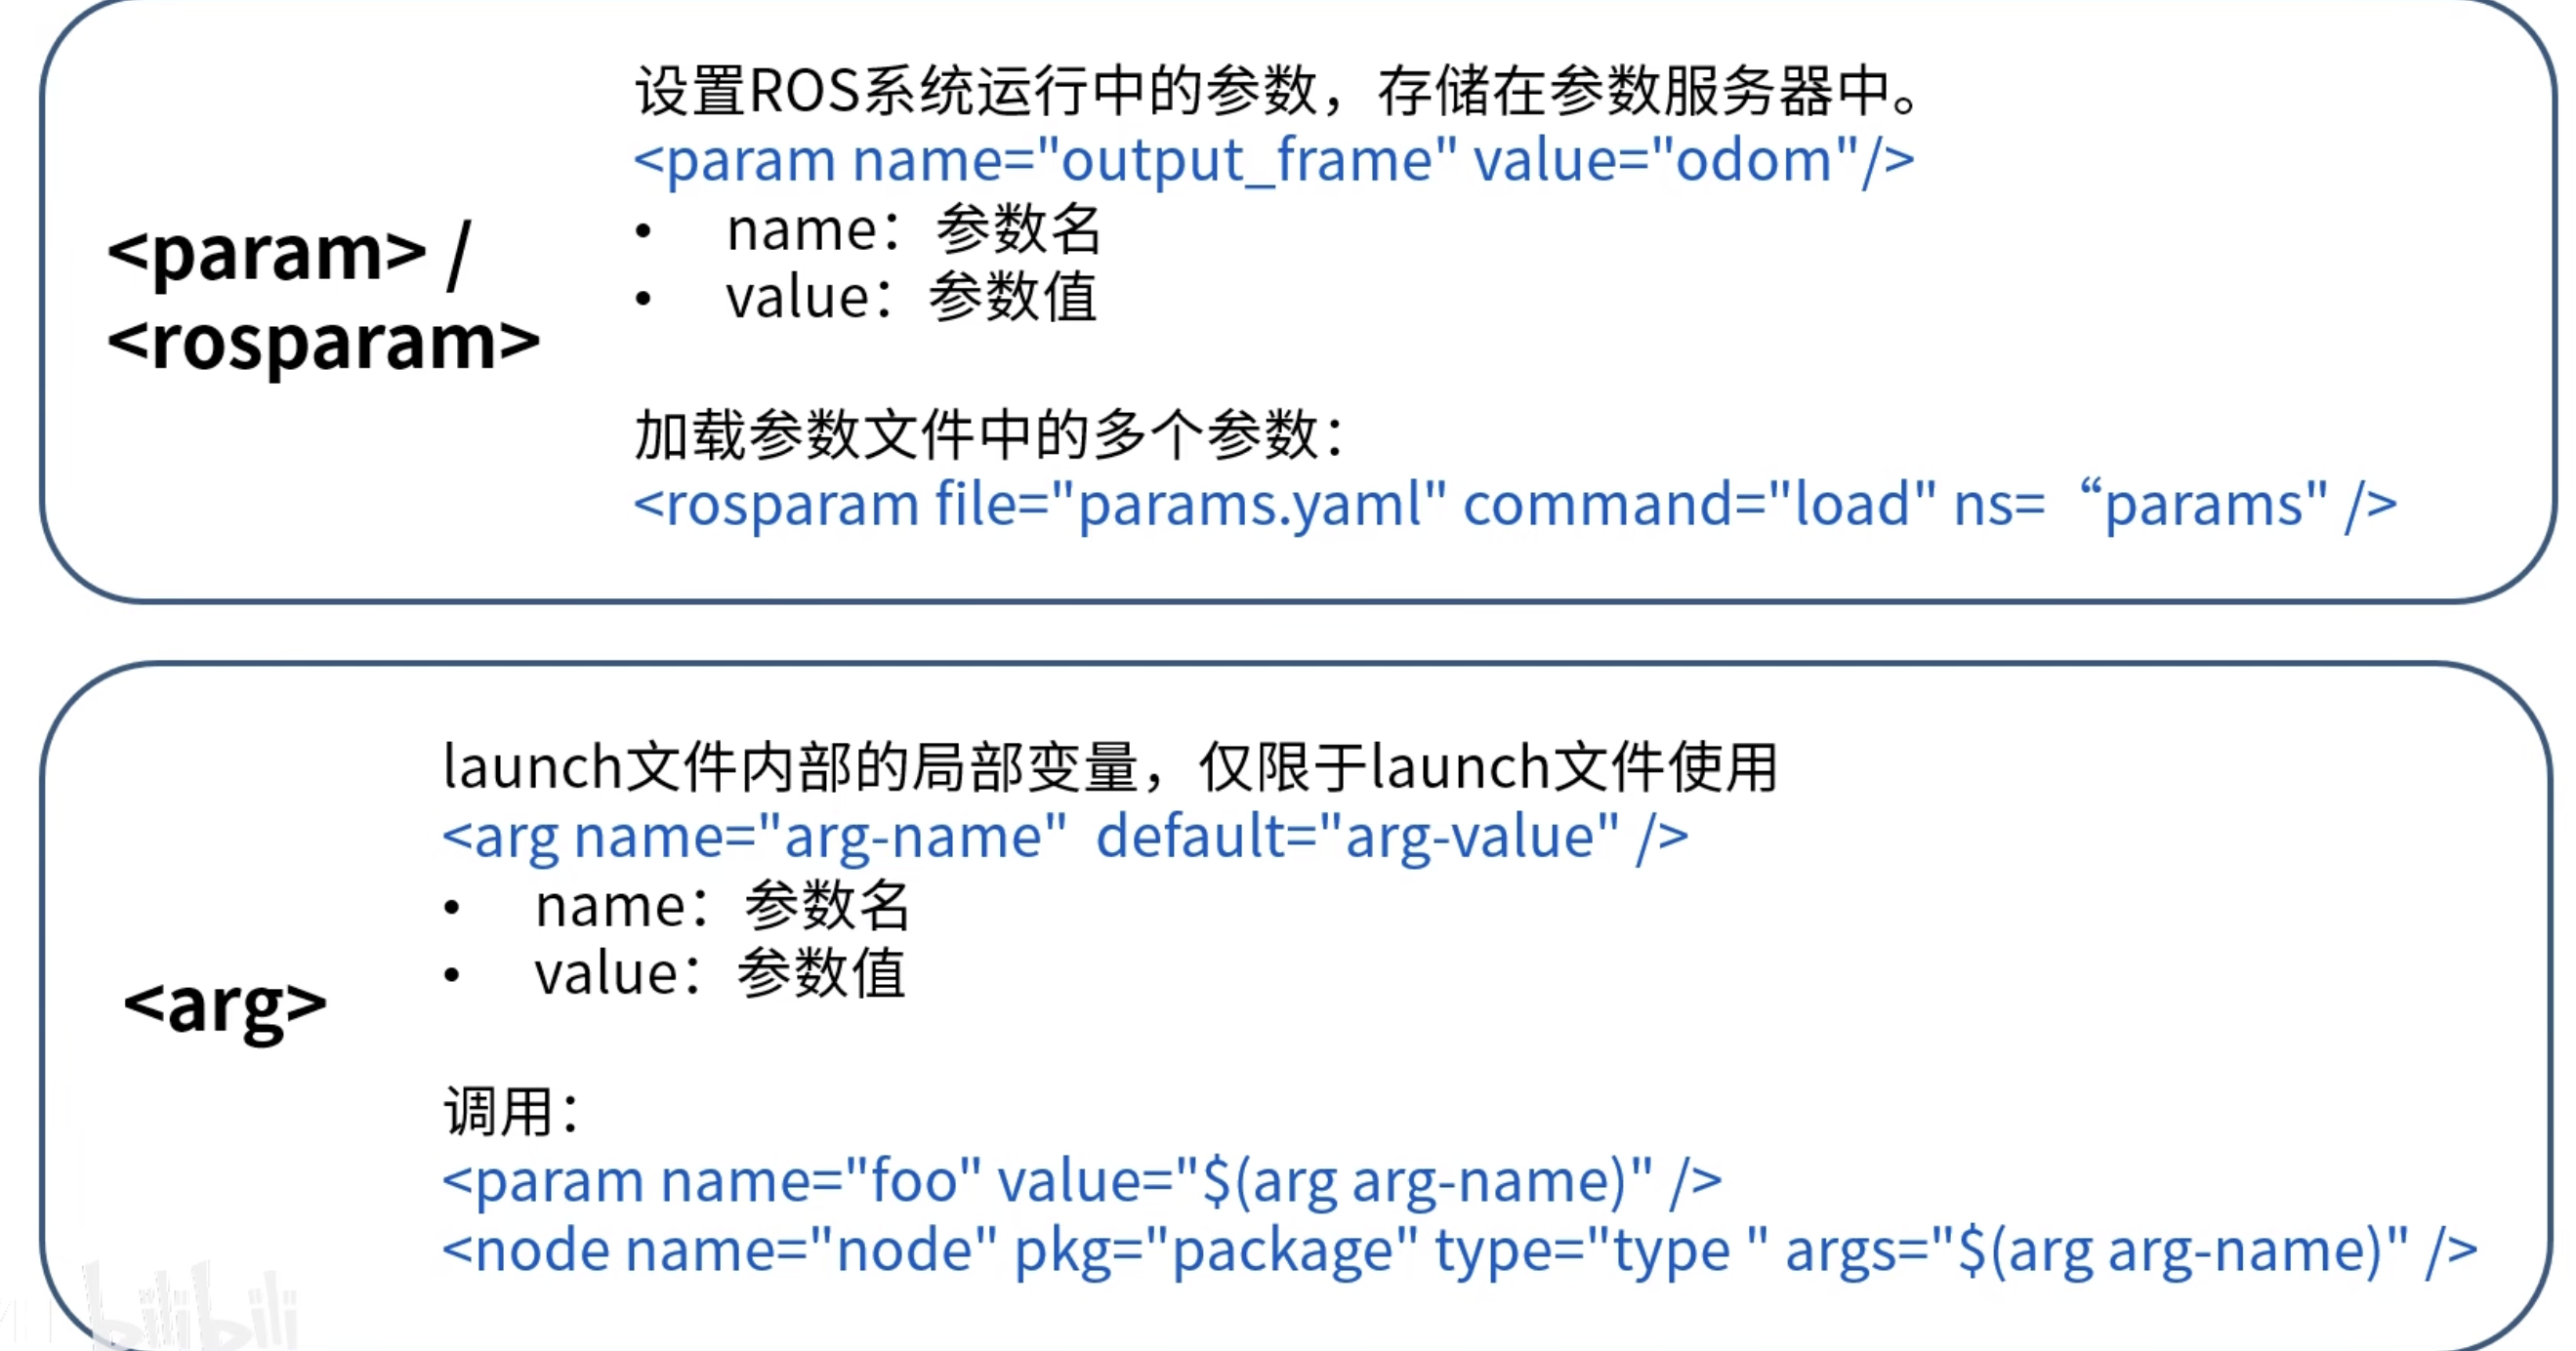 <param> /
<rosparam>
设置ROS系统运行中的参数，存储在参数服务器中。
<param name="output_frame" value="odom"/>
• name：参数名
• value：参数值
加载参数文件中的多个参数：
<rosparam file="params.yaml" command="load" ns= “params" />
<arg>
launch文件内部的局部变量，仅限于launch文件使用
<arg name="arg-name"  default="arg-value" />
• name：参数名
• value：参数值
调用：
<param name="foo" value="$(arg arg-name)" />
<node name="node" pkg="package" type="type " args="$(arg arg-name)" />
bilibili